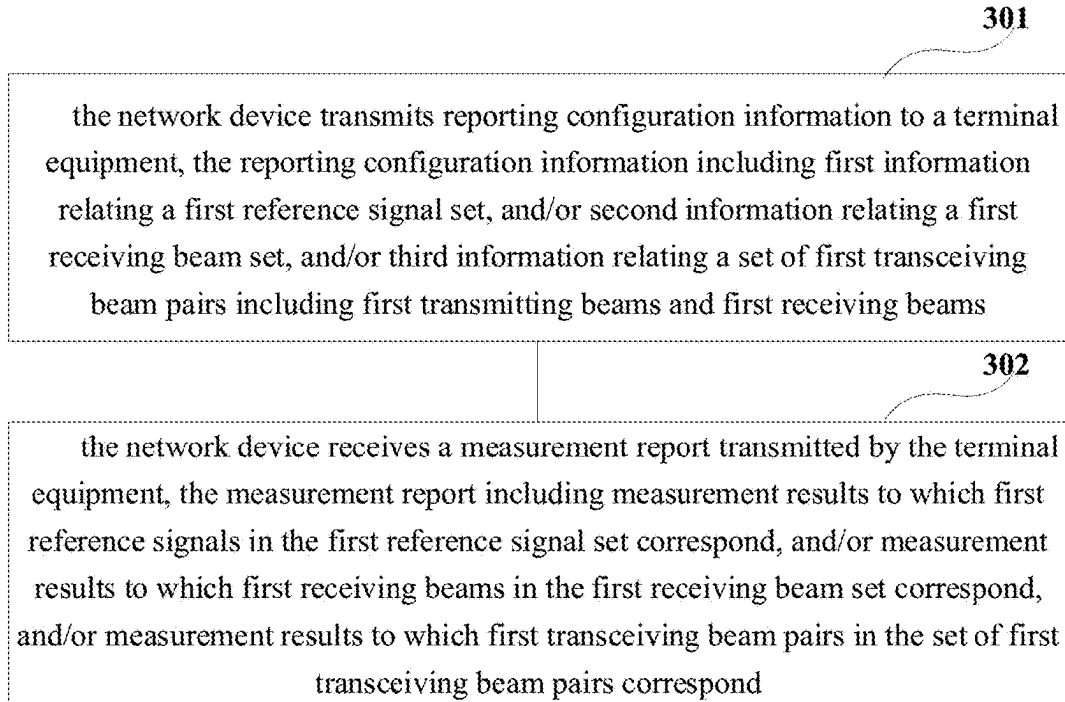 301
the network device transmits reporting configuration information to a terminal
equipment, the reporting configuration information including first information
relating a first reference signal set, and/or second information relating a first
receiving beam set, and/or third information relating a set of first transceiving
beam pairs including first transmitting beams and first receiving beams
302
the network device receives a measurement report transmitted by the terminal
equipment, the measurement report including measurement results to which first
reference signals in the first reference signal set correspond, and/or measurement
results to which first receiving beams in the first receiving beam set correspond,
and/or measurement results to which first transceiving beam pairs in the set of first
transceiving beam pairs correspond